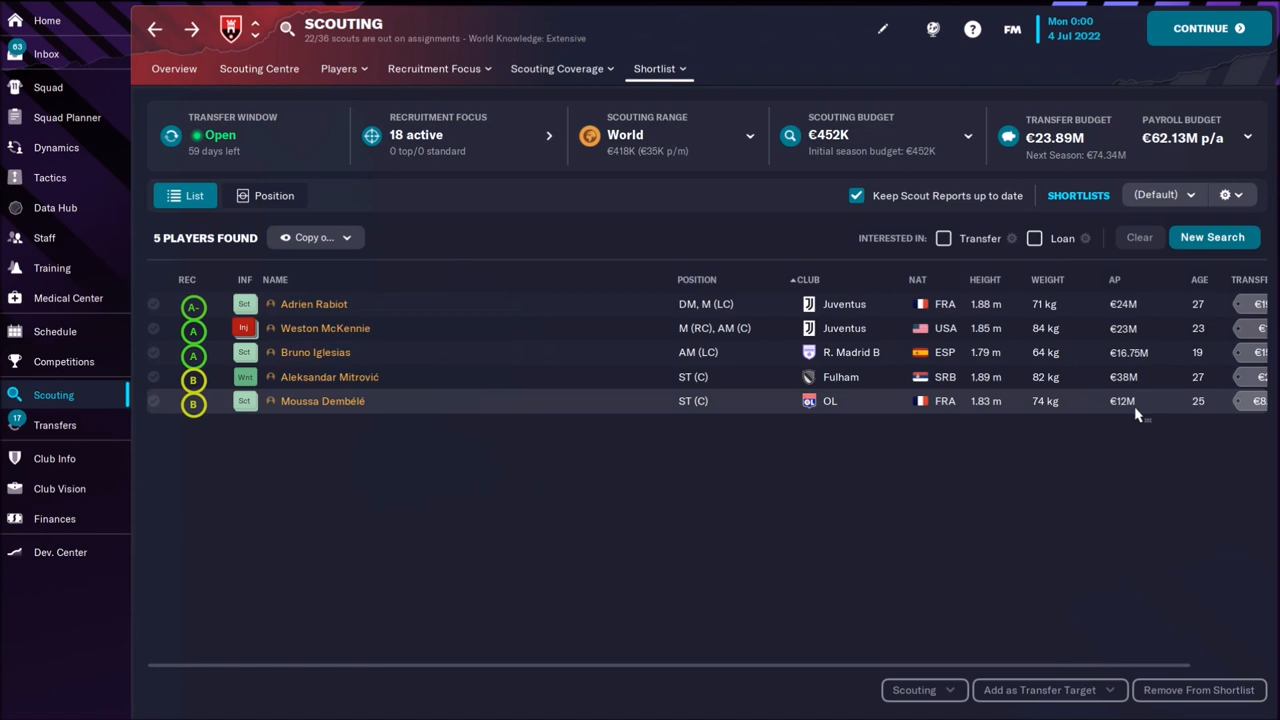 Home
63
Inbox
Squad
Squad Planner
Dynamics
Tactics
Data Hub
Staff
Training
Medical Center
Schedule
Competitions
Scouting
17
Transfers
Club Info
Club Vision
Finances
Dev. Center
SCOUTING
22/36 scouts are out on assignments - World Knowledge: Extensive
FM
Mon 0:00
4 Jul 2022
CONTINUE
Overview
Scouting Centre
Players
Recruitment Focus
Scouting Coverage
Shortlist
TRANSFER WINDOW
Open
59 days left
RECRUITMENT FOCUS
18 active
0 top/0 standard
SCOUTING RANGE
World
€418K (€35K p/m)
SCOUTING BUDGET
€452K
Initial season budget: €452K
TRANSFER BUDGET
€23.89M
Next Season: €74.34M
PAYROLL BUDGET
€62.13M p/a
List
Position
Keep Scout Reports up to date
SHORTLISTS
(Default)
5 PLAYERS FOUND
Copy o...
INTERESTED IN:
Transfer
Loan
Clear
New Search
REC INF NAME POSITION CLUB NAT HEIGHT WEIGHT AP AGE TRANSF
A- Sct Adrien Rabiot DM, M (LC) Juventus FRA 1.88 m 71 kg €24M 27
A Inj Weston McKennie M (RC), AM (C) Juventus USA 1.85 m 84 kg €23M 23
A Sct Bruno Iglesias AM (LC) R. Madrid B ESP 1.79 m 64 kg €16.75M 19
B Wnt Aleksandar Mitrović ST (C) Fulham SRB 1.89 m 82 kg €38M 27
B Sct Moussa Dembélé ST (C) OL FRA 1.83 m 74 kg €12M 25 €8.
Scouting
Add as Transfer Target
Remove From Shortlist